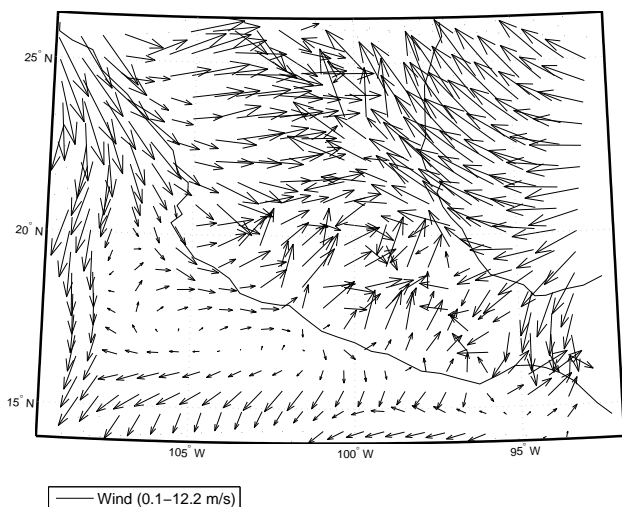 25° N
20° N
15° N
105° W
100° W
95° W
Wind (0.1−12.2 m/s)